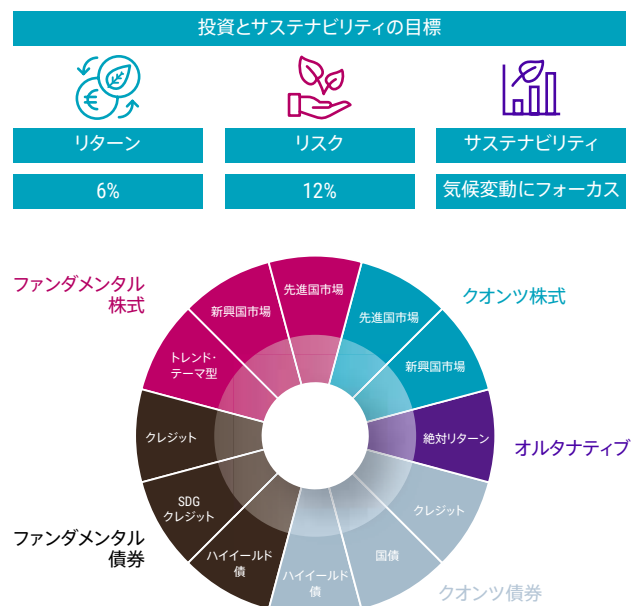 投資とサステナビリティの目標
€
リターン
リスク
サステナビリティ
6%
12%
気候変動にフォーカス
ファンダメンタル
株式
クオンツ株式
先進国市場
新興国市場
先進国市場
トレンド・
テーマ型
新興国市場
クレジット
絶対リターン
オルタナティブ
SDG
クレジット
クレジット
ファンダメンタル
債券
ハイイールド
債
ハイイールド
債
国債
クオンツ債券